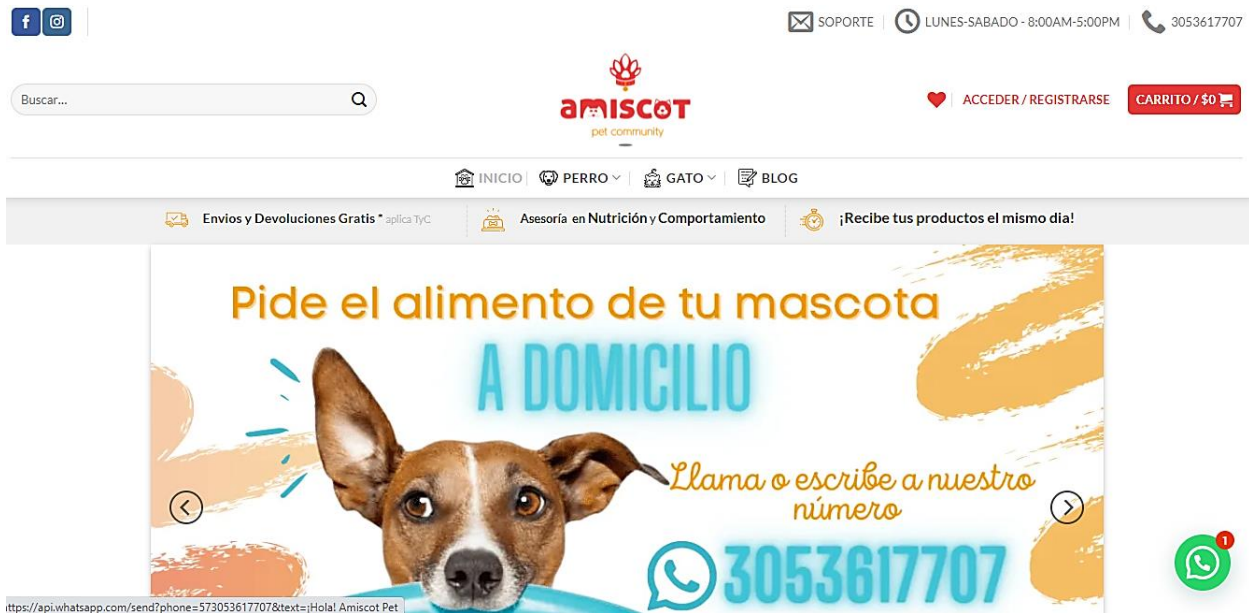 SOPORTE
LUNES-SABADO - 8:00AM-5:00PM
3053617707
Buscar...
amiscot
pet community
ACCEDER / REGISTRARSE
CARRITO / $0
INICIO
PERRO
GATO
BLOG
Envios y Devoluciones Gratis * aplica TyC
Asesoría en Nutrición y Comportamiento
¡Recibe tus productos el mismo dia!
Pide el alimento de tu mascota
A DOMICILIO
Llama o escribe a nuestro
número
3053617707
1
ttps://api.whatsapp.com/send?phone=573053617707&text=¡Hola! Amiscot Pet